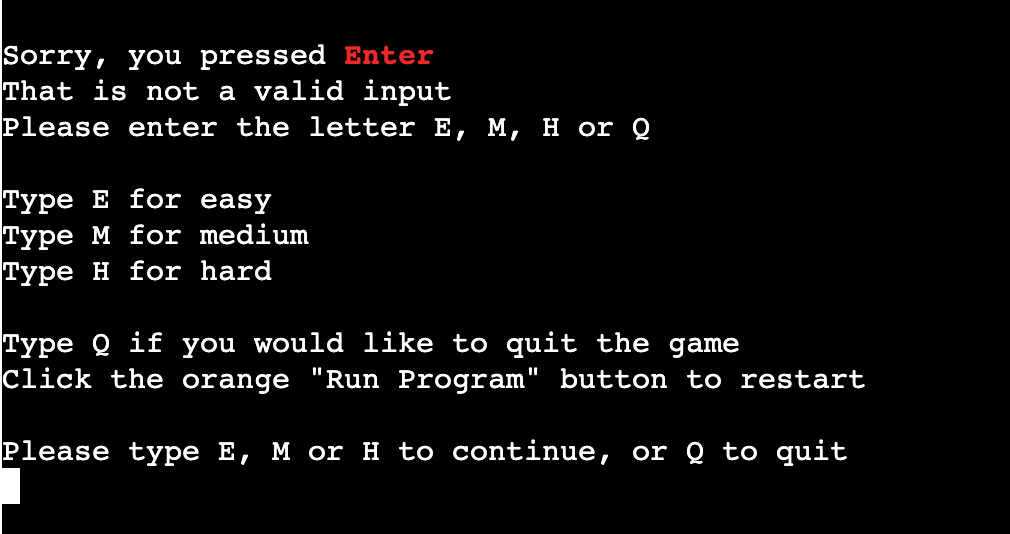 Sorry, you pressed Enter
That is not a valid input
Please enter the letter E, M, H or Q
Type E for easy
Type M for medium
Type H for hard
Type Q if you would like to quit the game
Click the orange "Run Program" button to restart
Please type E, M or H to continue, or Q to quit